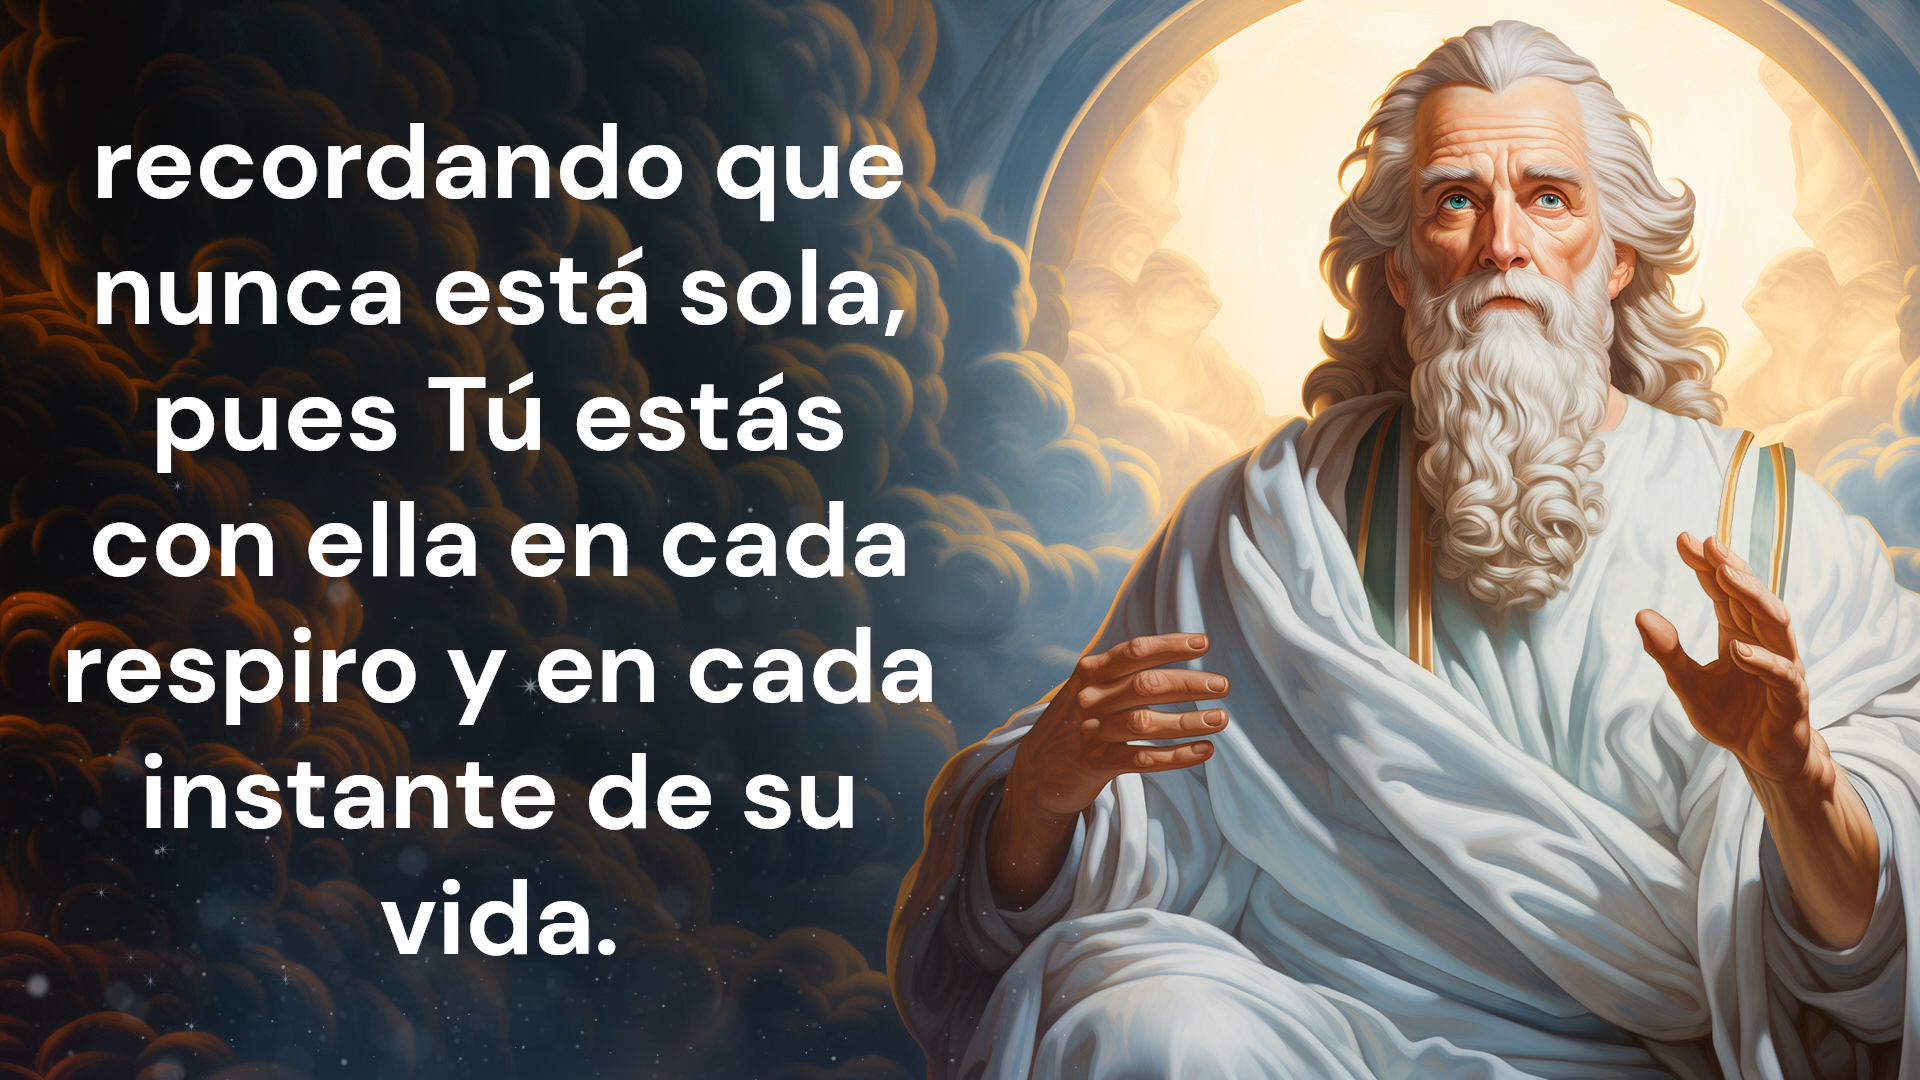 recordando que
nunca está sola,
pues Tú estás
con ella en cada
respiro y en cada
instante de su
vida.